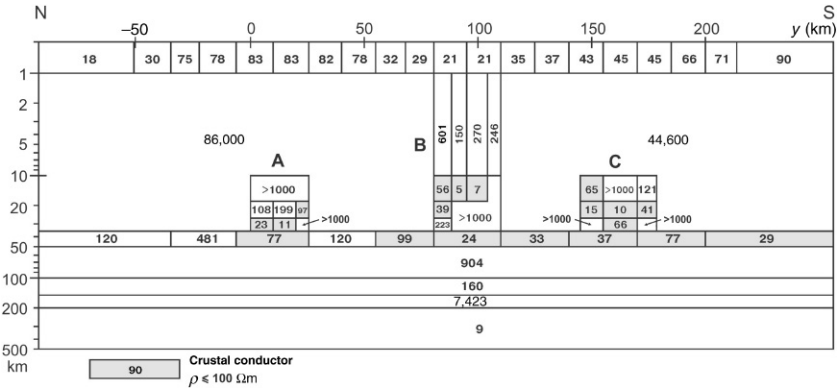 N S
−50 0 50 100 150 200 y (km)
18 30 75 78 83 83 82 78 32 29 21 21 35 37 43 45 45 66 71 90
1
2
5
10
20
50
100
200
500
km
86,000
B
601 150 270 246
44,600
A
C
>1000
108 199 97
23 11 >1000
56 5 7
39 >1000
223
65 >1000 121
15 10 41
>1000 66 >1000
120 481 77 120 99 24 33 37 77 29
904
160
7,423
9
90 Crustal conductor
ρ ⩽ 100 Ωm